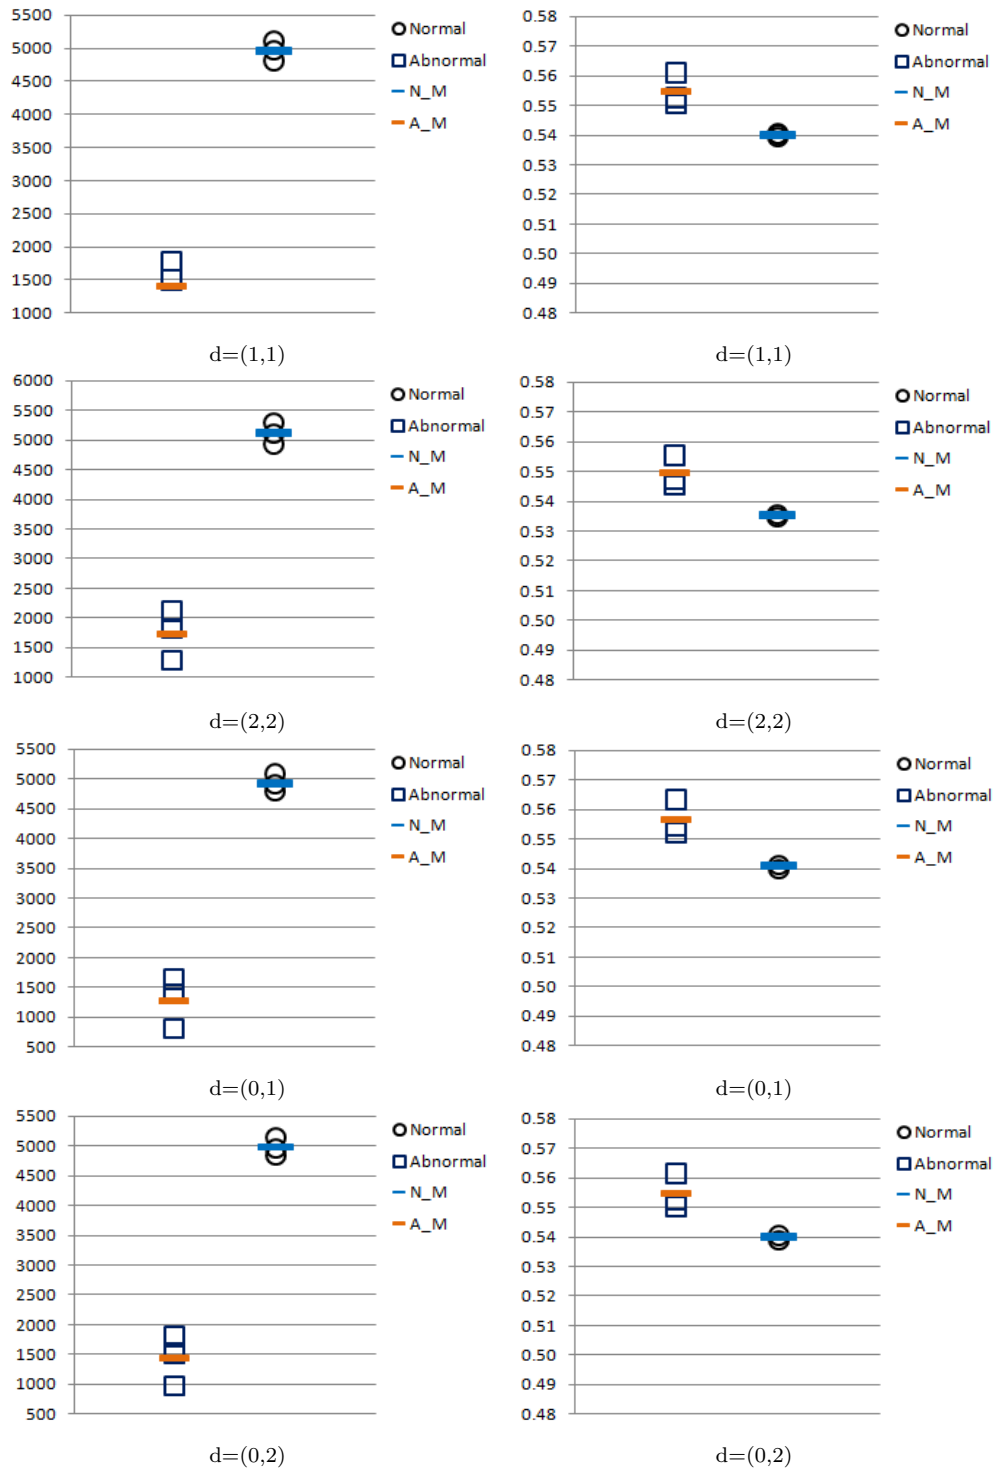 5500
5000
4500
4000
3500
3000
2500
2000
1500
1000
Normal
Abnormal
N_M
A_M
d=(1,1)
0.58
0.57
0.56
0.55
0.54
0.53
0.52
0.51
0.50
0.49
0.48
Normal
Abnormal
N_M
A_M
d=(1,1)
6000
5500
5000
4500
4000
3500
3000
2500
2000
1500
1000
Normal
Abnormal
N_M
A_M
d=(2,2)
0.58
0.57
0.56
0.55
0.54
0.53
0.52
0.51
0.50
0.49
0.48
Normal
Abnormal
N_M
A_M
d=(2,2)
5500
5000
4500
4000
3500
3000
2500
2000
1500
1000
500
Normal
Abnormal
N_M
A_M
d=(0,1)
0.58
0.57
0.56
0.55
0.54
0.53
0.52
0.51
0.50
0.49
0.48
Normal
Abnormal
N_M
A_M
d=(0,1)
5500
5000
4500
4000
3500
3000
2500
2000
1500
1000
500
Normal
Abnormal
N_M
A_M
d=(0,2)
0.58
0.57
0.56
0.55
0.54
0.53
0.52
0.51
0.50
0.49
0.48
Normal
Abnormal
N_M
A_M
d=(0,2)